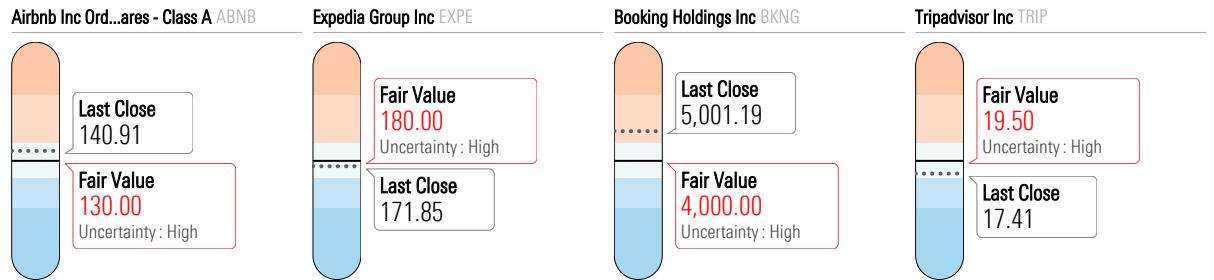 Airbnb Inc Ord...ares - Class A ABNB
Last Close
140.91
Fair Value
130.00
Uncertainty : High
Expedia Group Inc EXPE
Fair Value
180.00
Uncertainty : High
Last Close
171.85
Booking Holdings Inc BKNG
Last Close
5,001.19
Fair Value
4,000.00
Uncertainty : High
Tripadvisor Inc TRIP
Fair Value
19.50
Uncertainty : High
Last Close
17.41